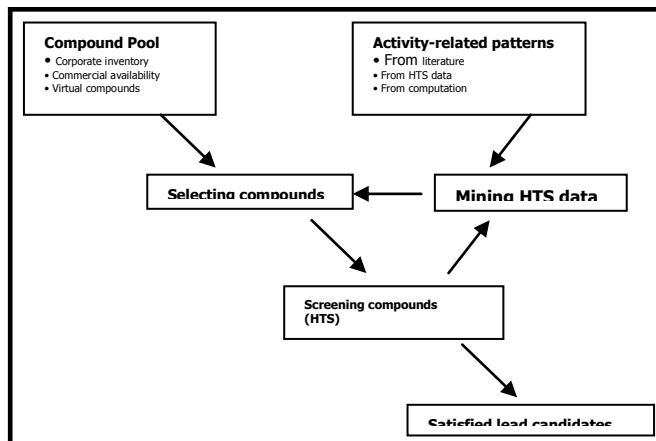 Compound Pool
• Corporate inventory
• Commercial availability
• Virtual compounds
Activity-related patterns
• From literature
• From HTS data
• From computation
Selecting compounds
Mining HTS data
Screening compounds
(HTS)
Satisfied lead candidates